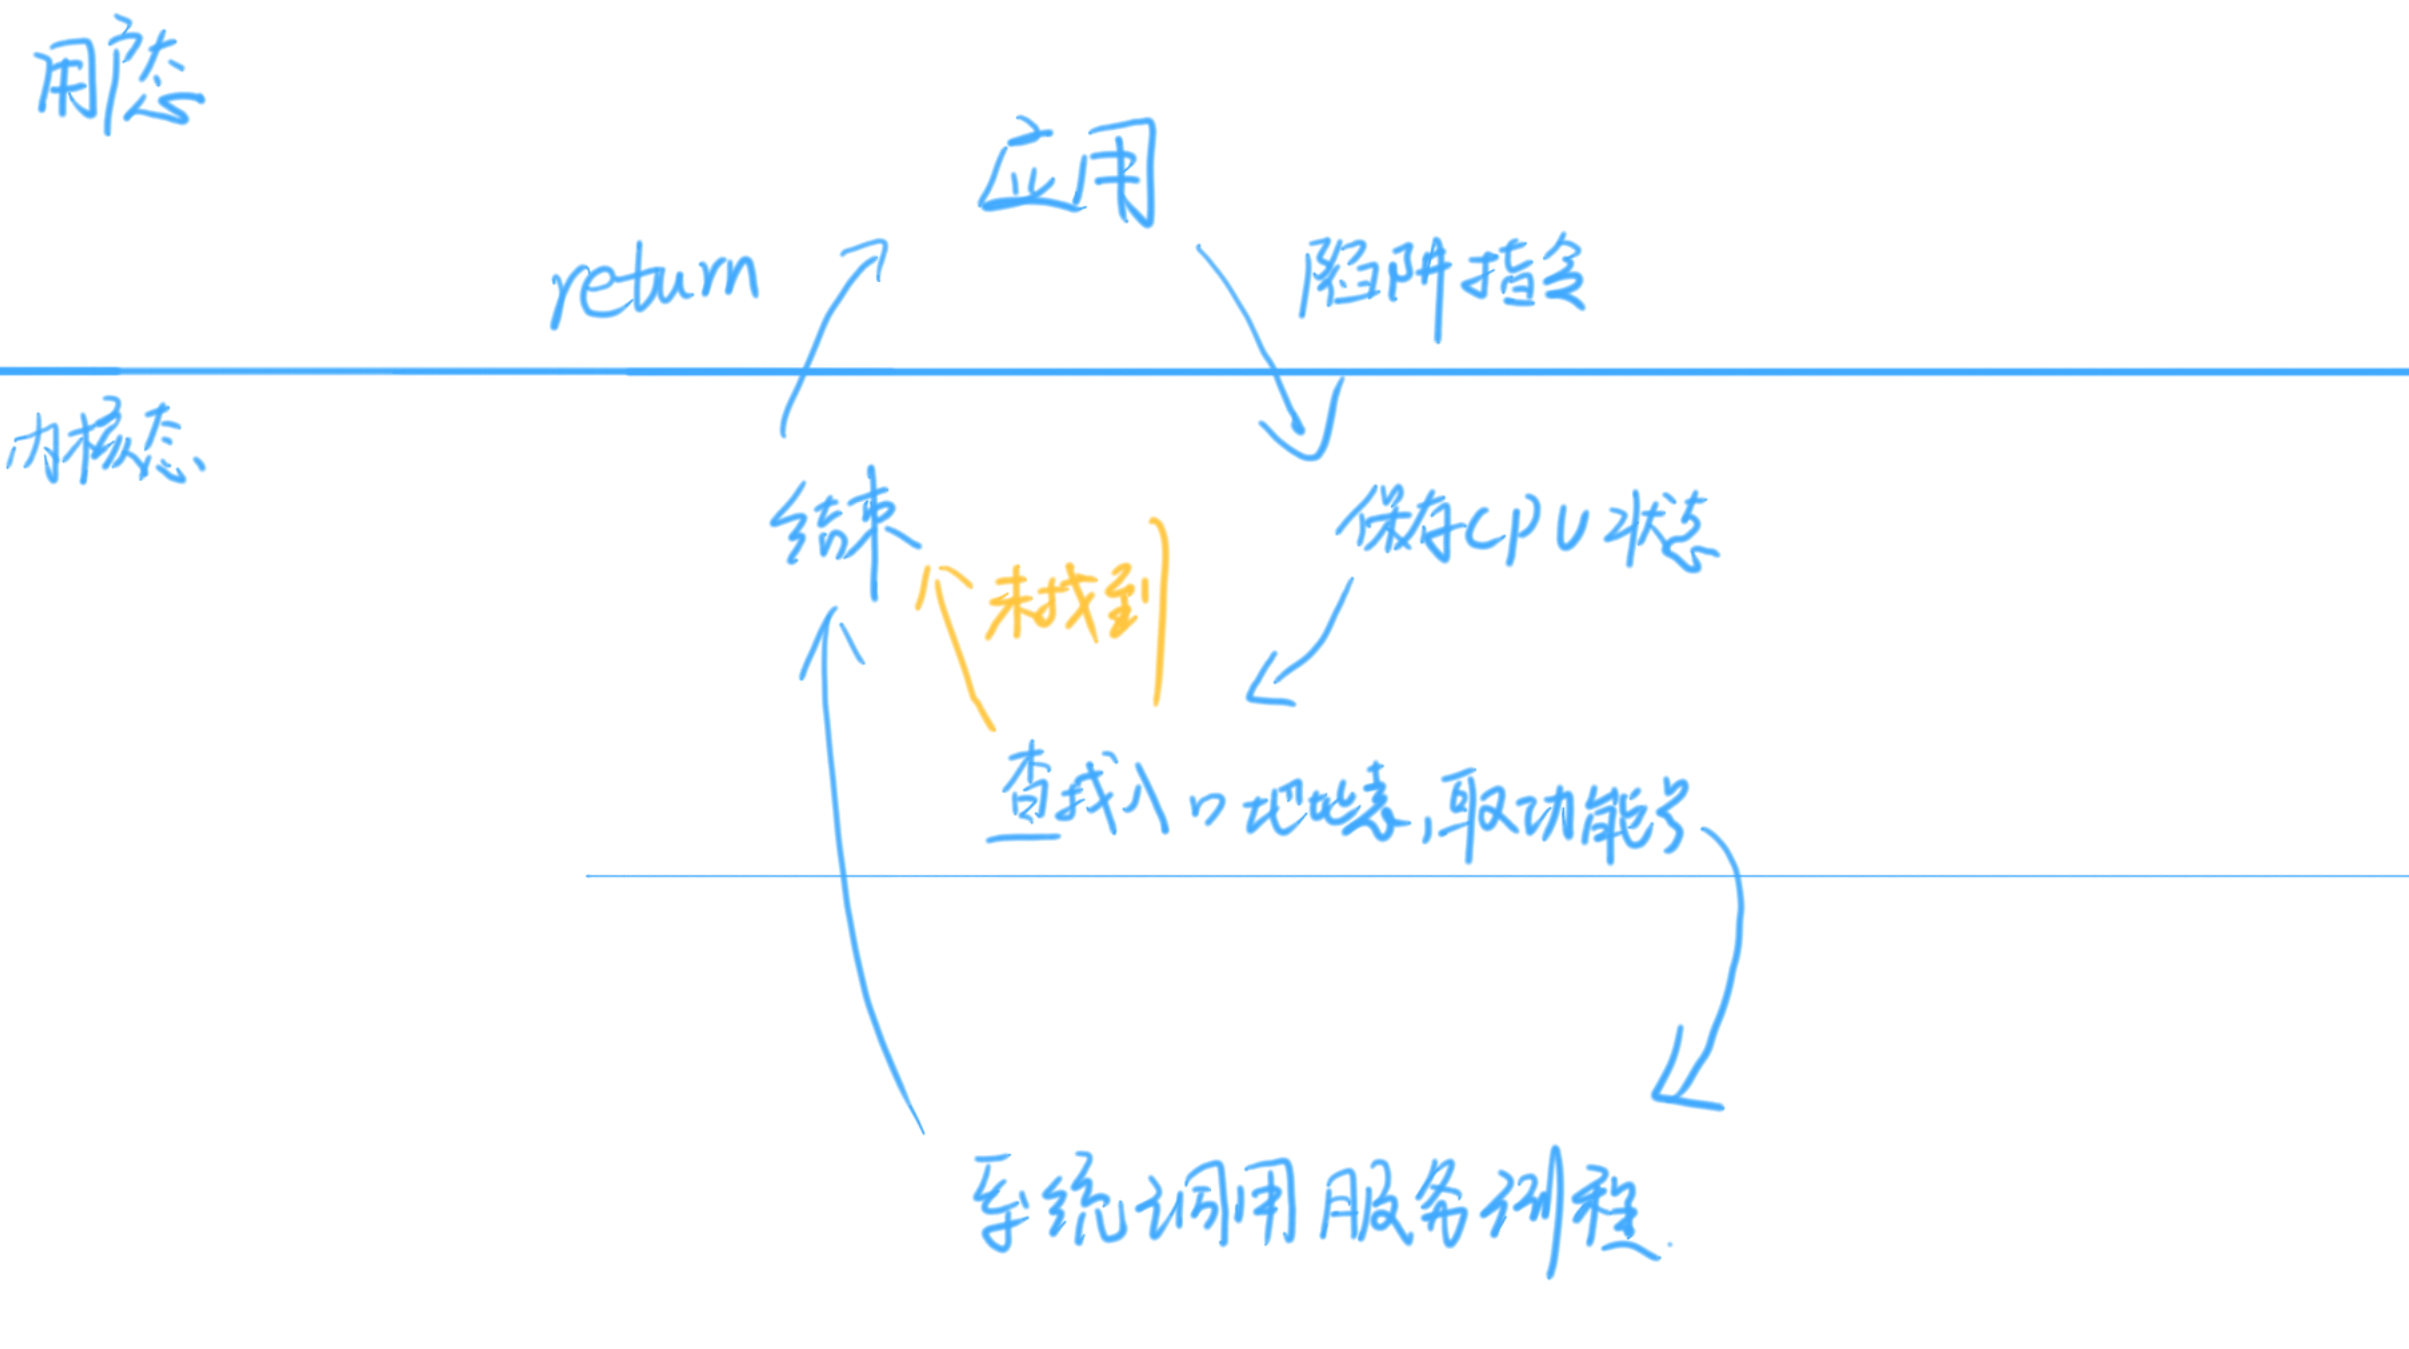 用户态
应用
return
陷阱指令
内核态
结束
保存CPU状态
未找到
查找入口地址表,取功能号
系统调用服务例程.